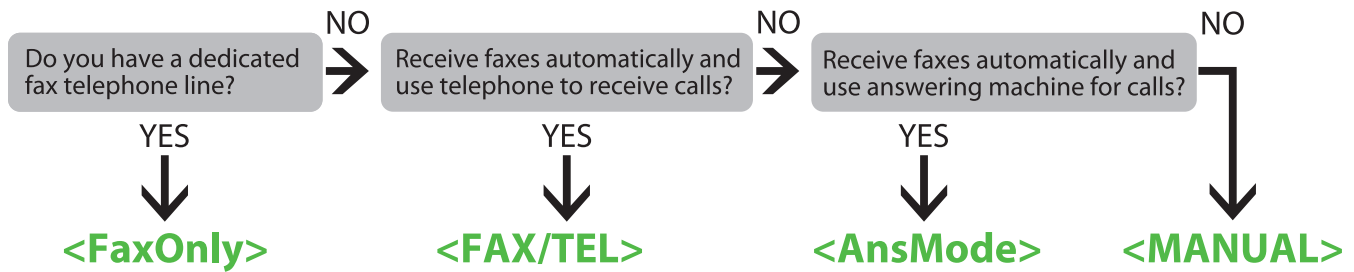 NO
NO
NO
Do you have a dedicated
fax telephone line?
Receive faxes automatically and
use telephone to receive calls?
Receive faxes automatically and
use answering machine for calls?
YES
YES
YES
<FaxOnly>
<FAX/TEL>
<AnsMode>
<MANUAL>